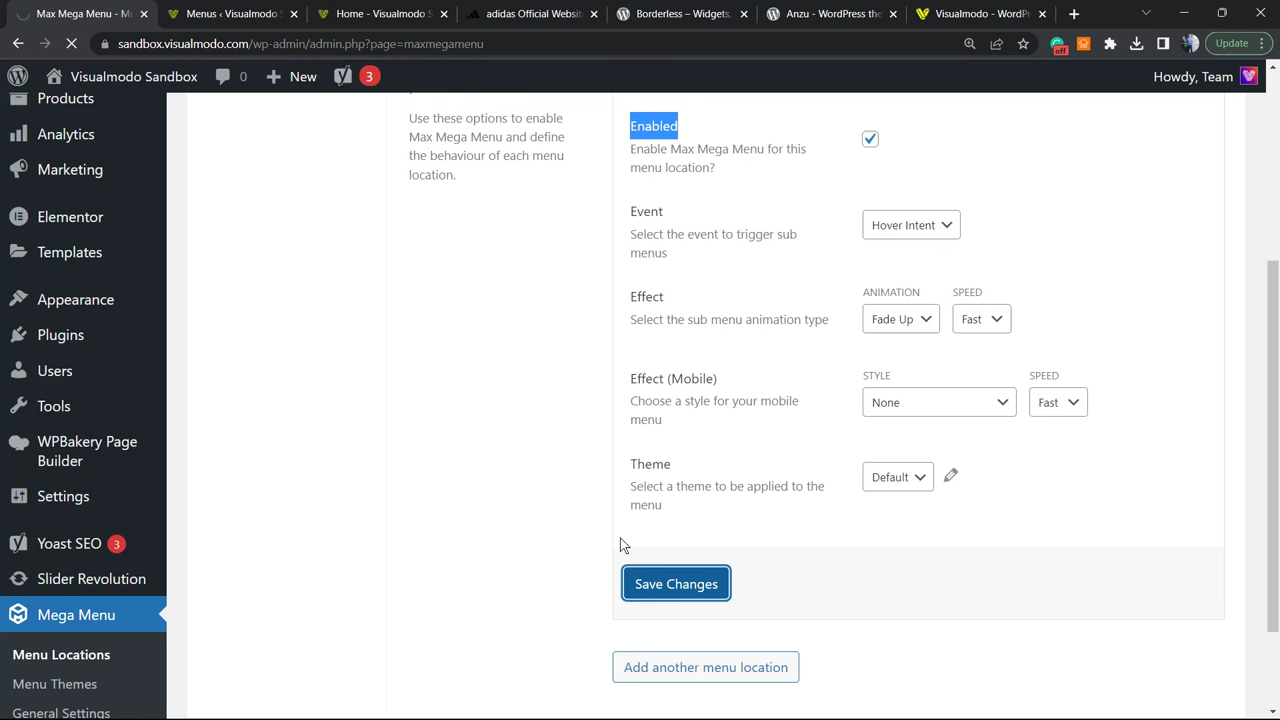 Max Mega Menu - Me
Menus ‹ Visualmodo S
Home - Visualmodo S
adidas Official Website
Borderless – Widgets,
Anzu - WordPress the
Visualmodo - WordPr
sandbox.visualmodo.com/wp-admin/admin.php?page=maxmegamenu
off
Update
Visualmodo Sandbox
0
New
3
Howdy, Team
Products
Analytics
Marketing
Elementor
Templates
Appearance
Plugins
Users
Tools
WPBakery Page
Builder
Settings
Yoast SEO 3
Slider Revolution
Mega Menu
Menu Locations
Menu Themes
General Settings
Use these options to enable
Max Mega Menu and define
the behaviour of each menu
location.
Enabled
Enable Max Mega Menu for this
menu location?
Event
Select the event to trigger sub
menus
Hover Intent
Effect
Select the sub menu animation type
ANIMATION
SPEED
Fade Up
Fast
Effect (Mobile)
Choose a style for your mobile
menu
STYLE
SPEED
None
Fast
Theme
Select a theme to be applied to the
menu
Default
Save Changes
Add another menu location